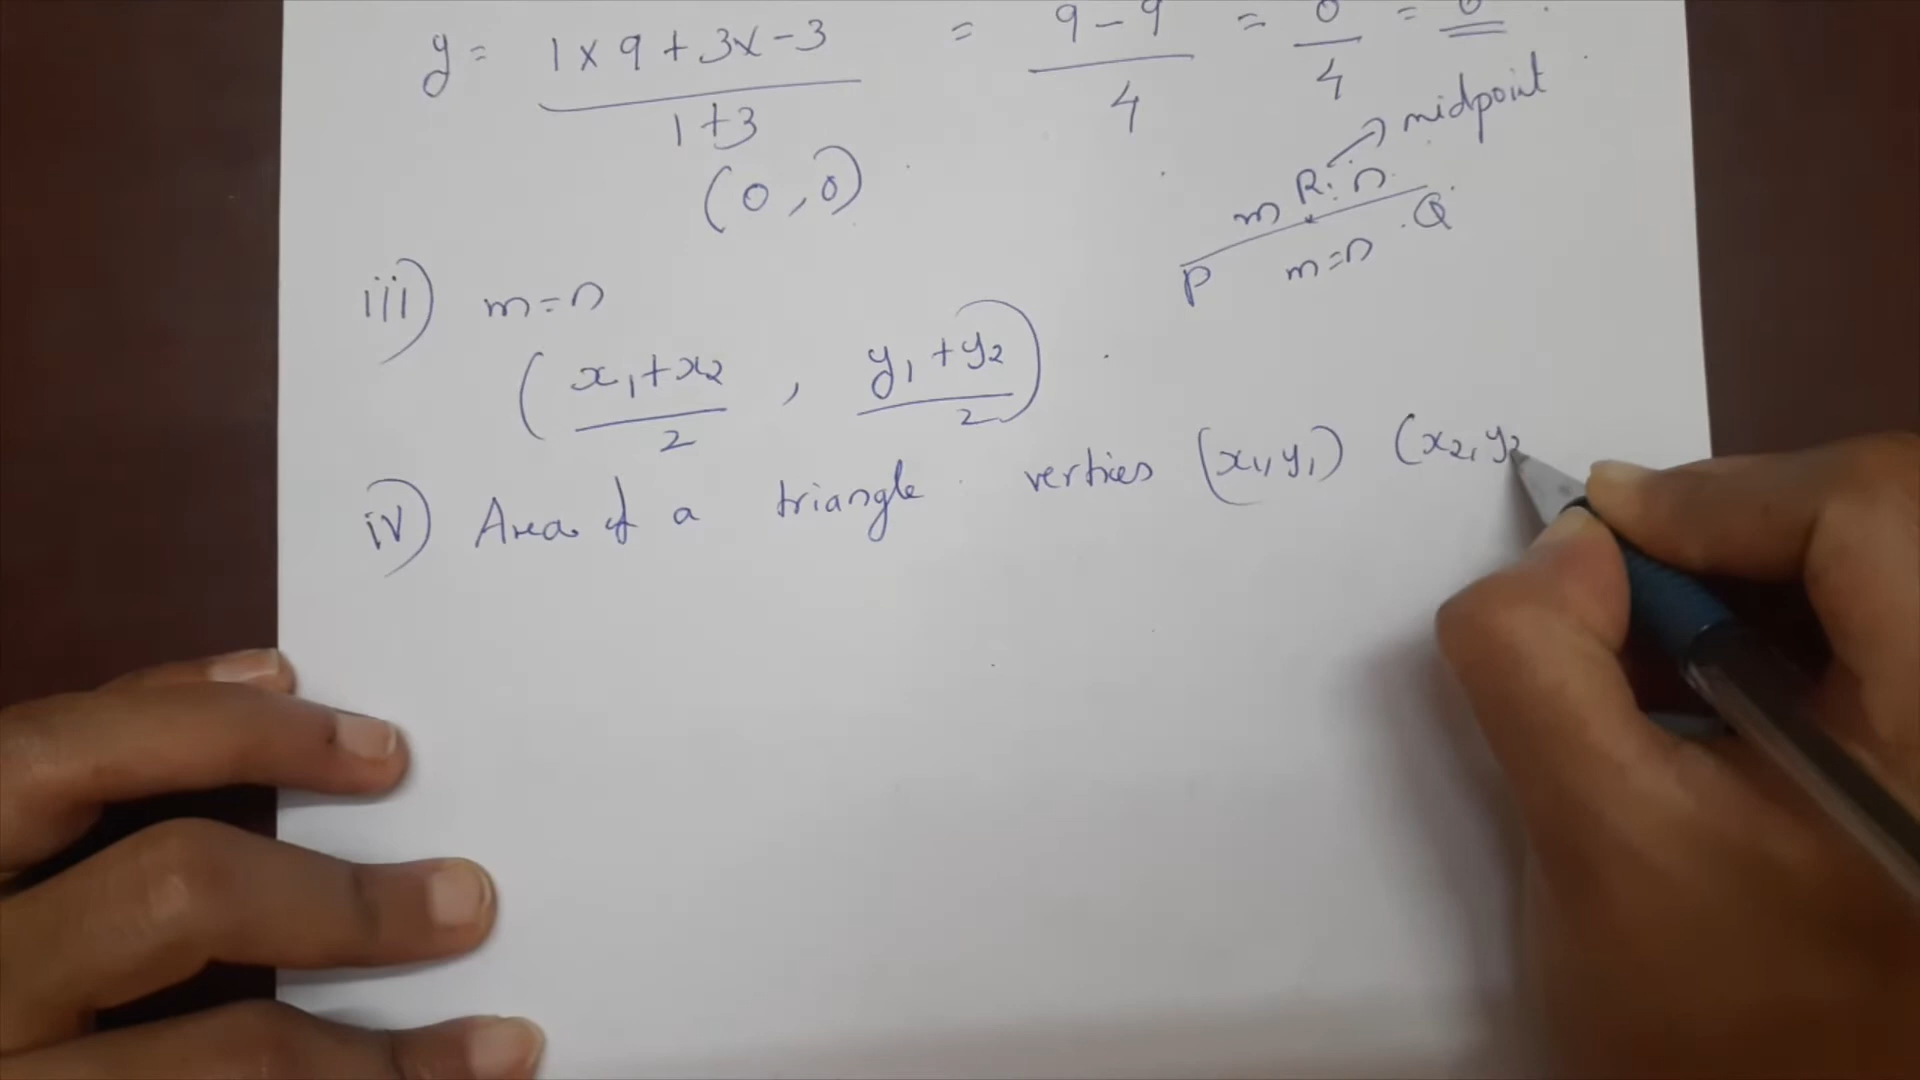 y = 1 x 9 + 3x - 3 / 1 + 3 = 9 - 9 / 4 = 0 / 4 = 0
midpoint
(0, 0)
m R: n
P m = n Q
iii) m = n
(x₁ + x₂ / 2 , y₁ + y₂ / 2)
iv) Area of a triangle vertices (x₁, y₁) (x₂, y₂